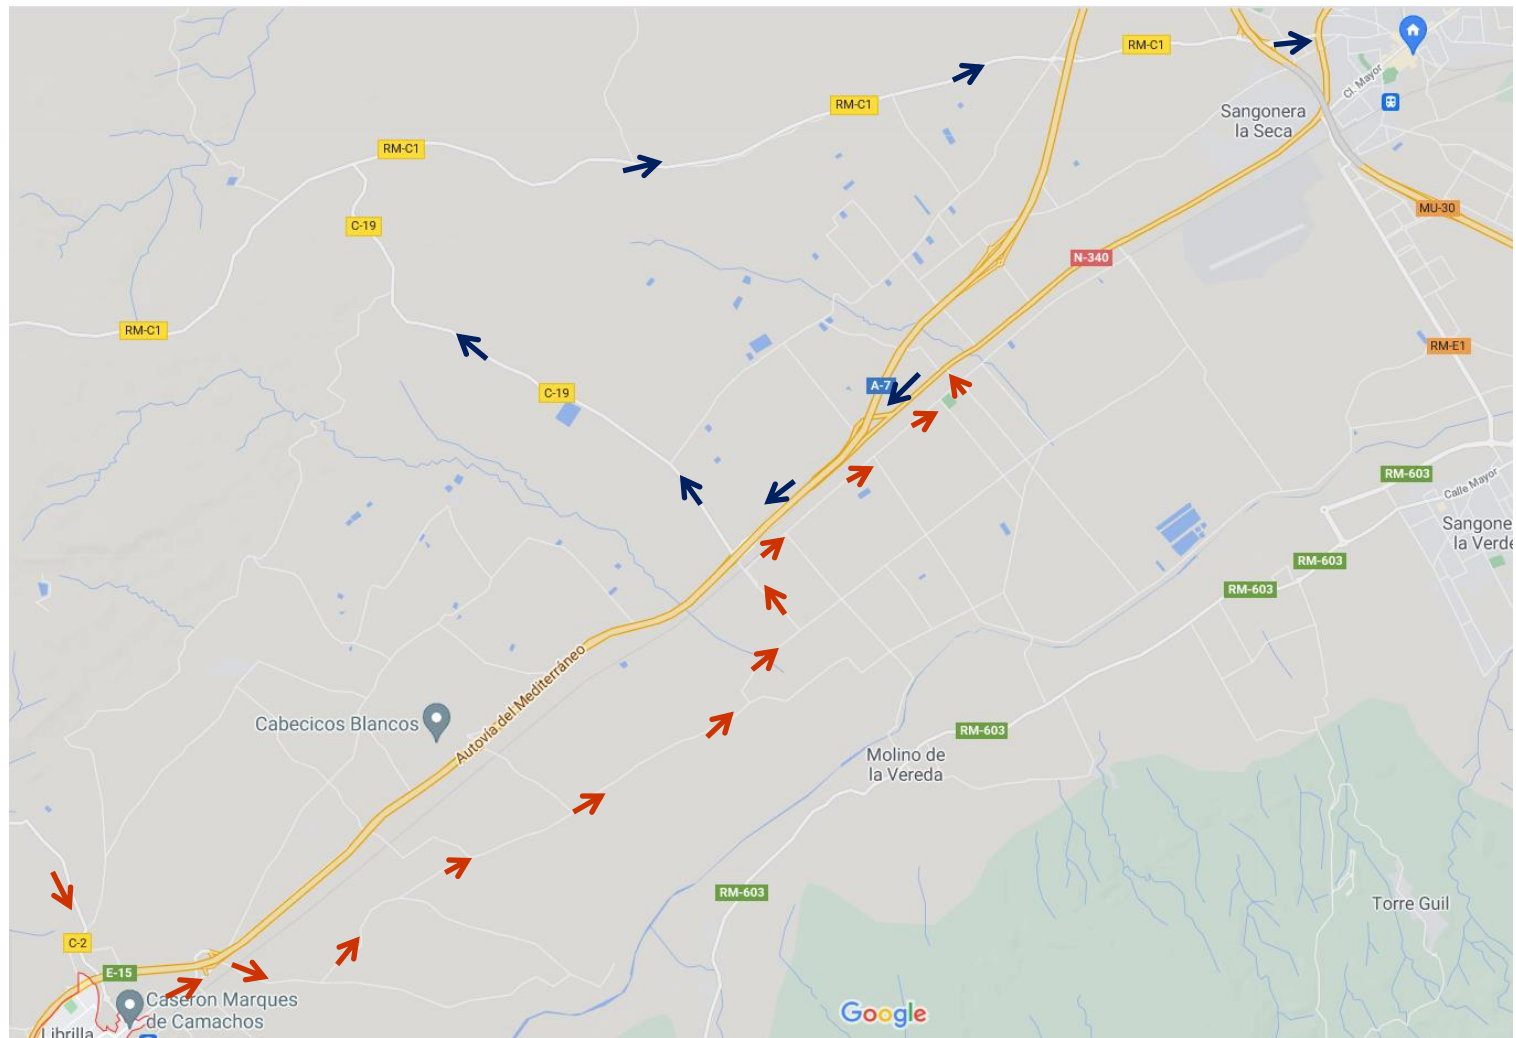 RM-C1
Cl. Mayor
RM-C1
Sangonera
la Seca
RM-C1
C-19
MU-30
N-340
RM-C1
RM-E1
A-7
C-19
RM-603
Calle Mayor
Sangone
la Verde
RM-603
RM-603
Autovía del Mediterráneo
Cabecicos Blancos
RM-603
Molino de
la Vereda
RM-603
Torre Guil
C-2
E-15
Caserón Marques
de Camachos
Librilla
Google